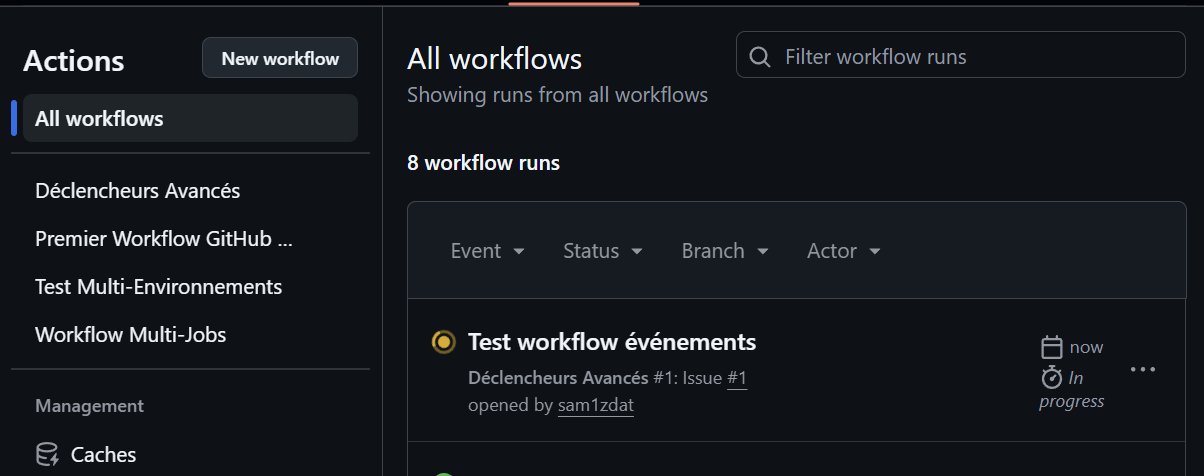 Actions
New workflow
All workflows
Déclencheurs Avancés
Premier Workflow GitHub ...
Test Multi-Environnements
Workflow Multi-Jobs
Management
Caches
All workflows
Filter workflow runs
Showing runs from all workflows
8 workflow runs
Event
Status
Branch
Actor
Test workflow événements
Déclencheurs Avancés #1: Issue #1
opened by sam1zdat
now
In
progress